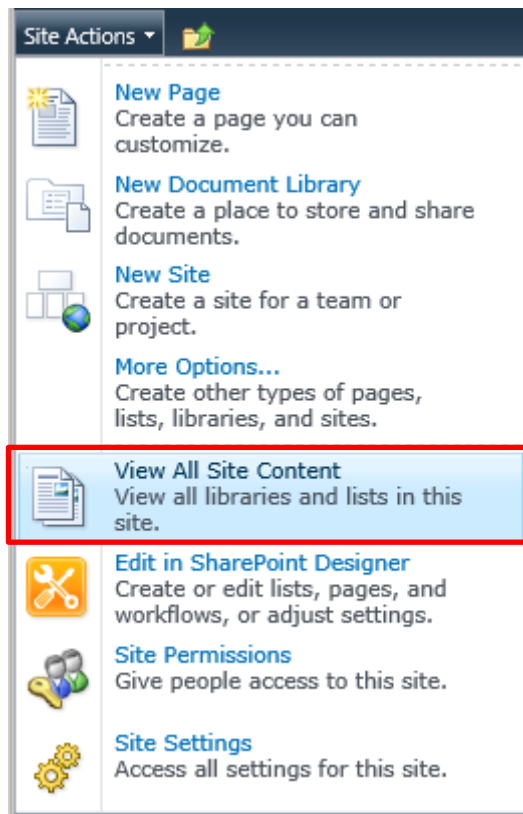 Site Actions
New Page
Create a page you can
customize.
New Document Library
Create a place to store and share
documents.
New Site
Create a site for a team or
project.
More Options...
Create other types of pages,
lists, libraries, and sites.
View All Site Content
View all libraries and lists in this
site.
Edit in SharePoint Designer
Create or edit lists, pages, and
workflows, or adjust settings.
Site Permissions
Give people access to this site.
Site Settings
Access all settings for this site.